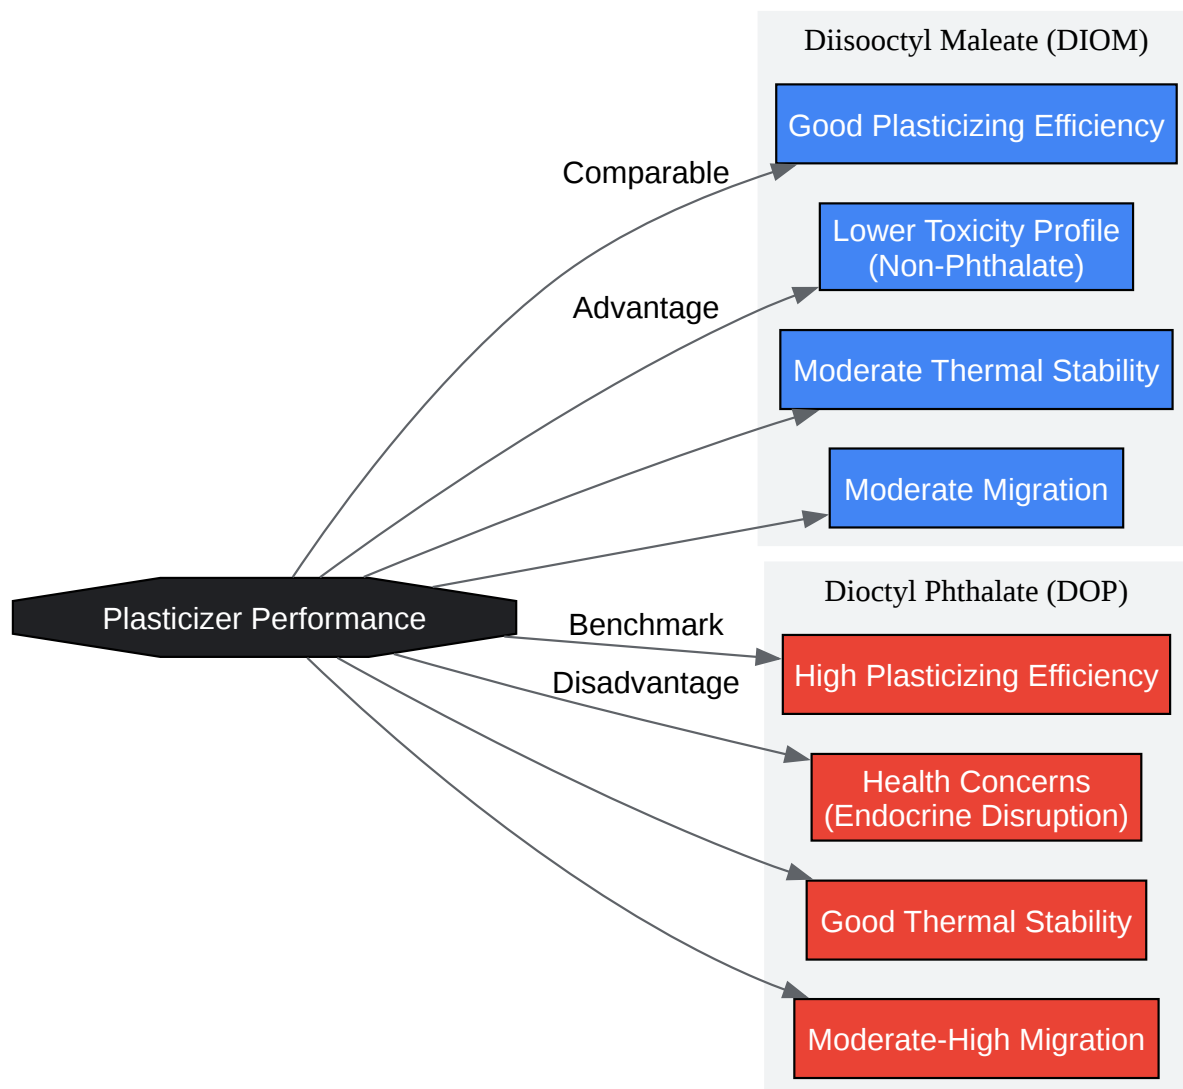 Diisooctyl Maleate (DIOM)
Good Plasticizing Efficiency
Comparable
Lower Toxicity Profile
(Non-Phthalate)
Advantage
Moderate Thermal Stability
Moderate Migration
Plasticizer Performance
Dioctyl Phthalate (DOP)
Benchmark
High Plasticizing Efficiency
Disadvantage
Health Concerns
(Endocrine Disruption)
Good Thermal Stability
Moderate-High Migration